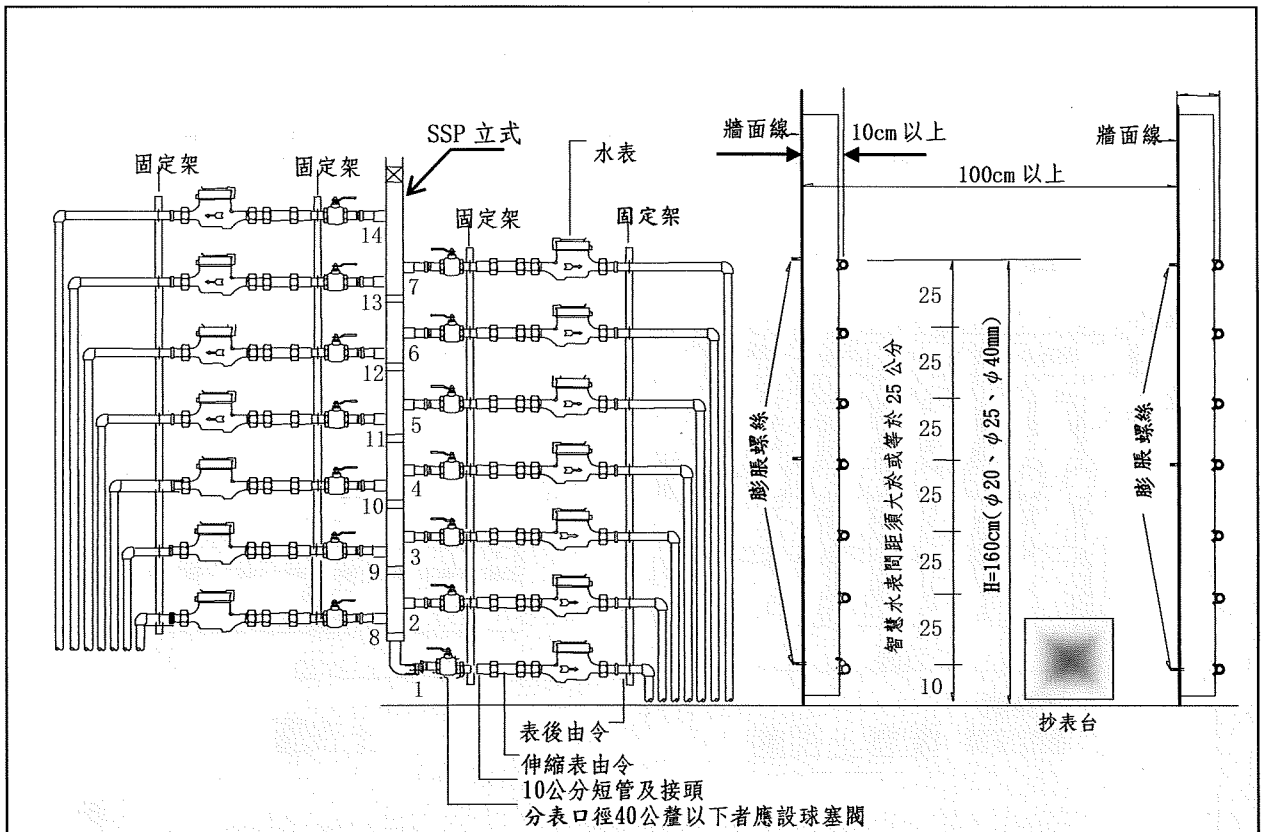 SSP 立式
水表
固定架
固定架
固定架
固定架
14
13
12
11
10
9
8
7
6
5
4
3
2
1
表後由令
伸縮表由令
10公分短管及接頭
分表口徑40公釐以下者應設球塞閥
牆面線
10cm 以上
牆面線
100cm 以上
膨脹螺絲
智慧水表間距須大於或等於 25 公分
25
25
25
25
25
25
10
H=160cm(φ20、φ25、φ40mm)
膨脹螺絲
抄表台